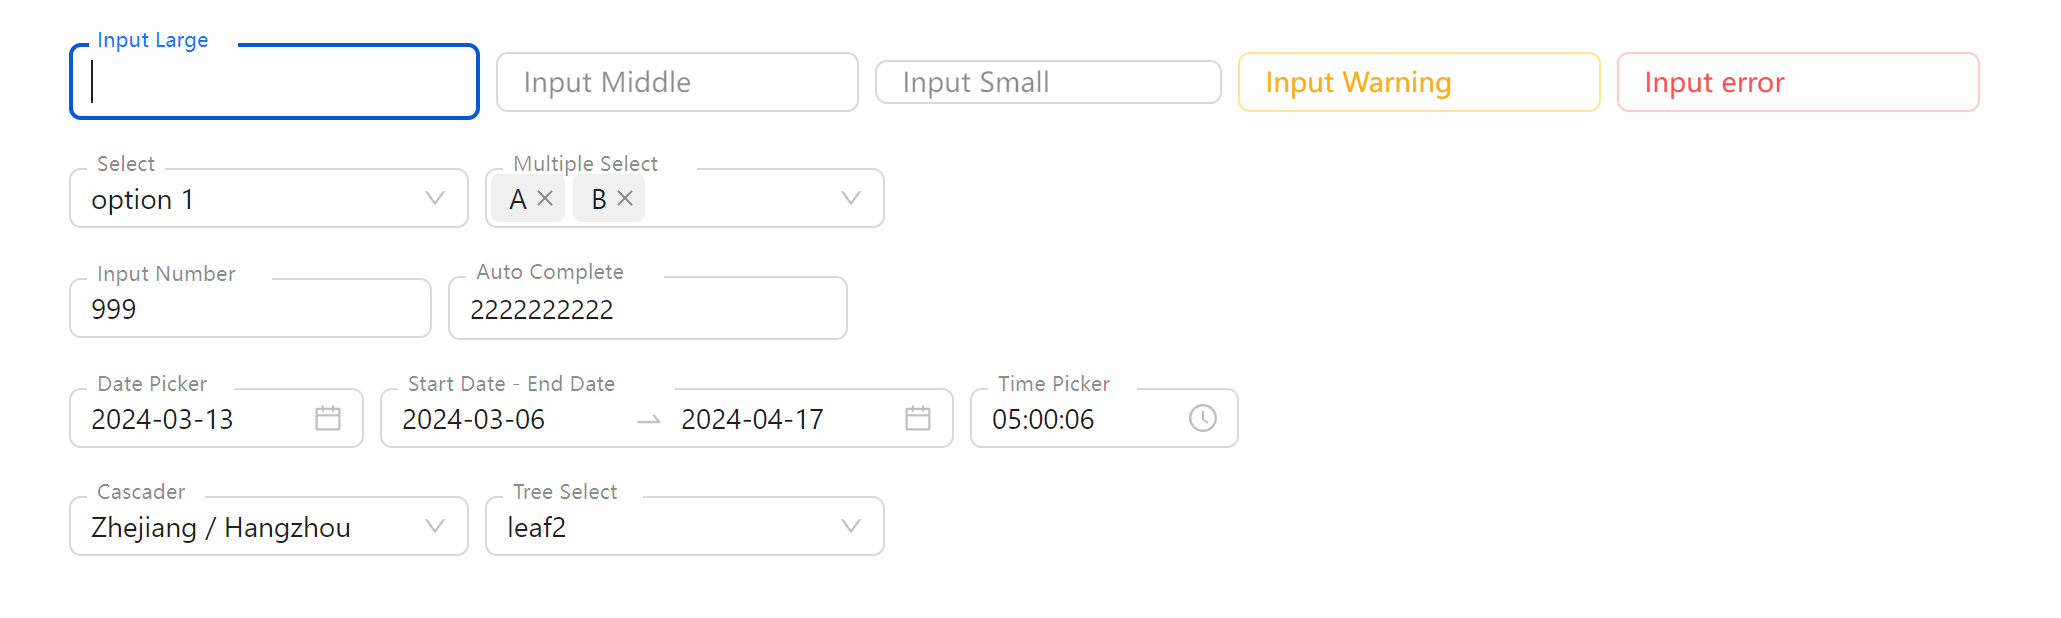 Input Large
Input Middle
Input Small
Input Warning
Input error
Select
option 1
Multiple Select
A
B
Input Number
999
Auto Complete
2222222222
Date Picker
2024-03-13
Start Date - End Date
2024-03-06
2024-04-17
Time Picker
05:00:06
Cascader
Zhejiang / Hangzhou
Tree Select
leaf2